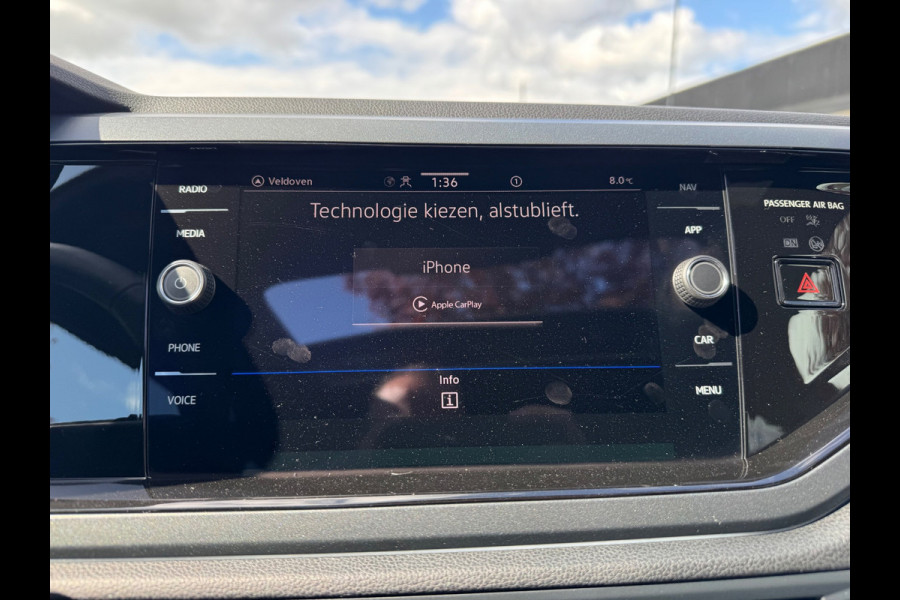 Veldoven
1:36
1
8.0°C
RADIO
NAV
Technologie kiezen, alstublieft.
PASSENGER AIR BAG
OFF
MEDIA
APP
iPhone
Apple CarPlay
PHONE
CAR
Info
i
VOICE
MENU